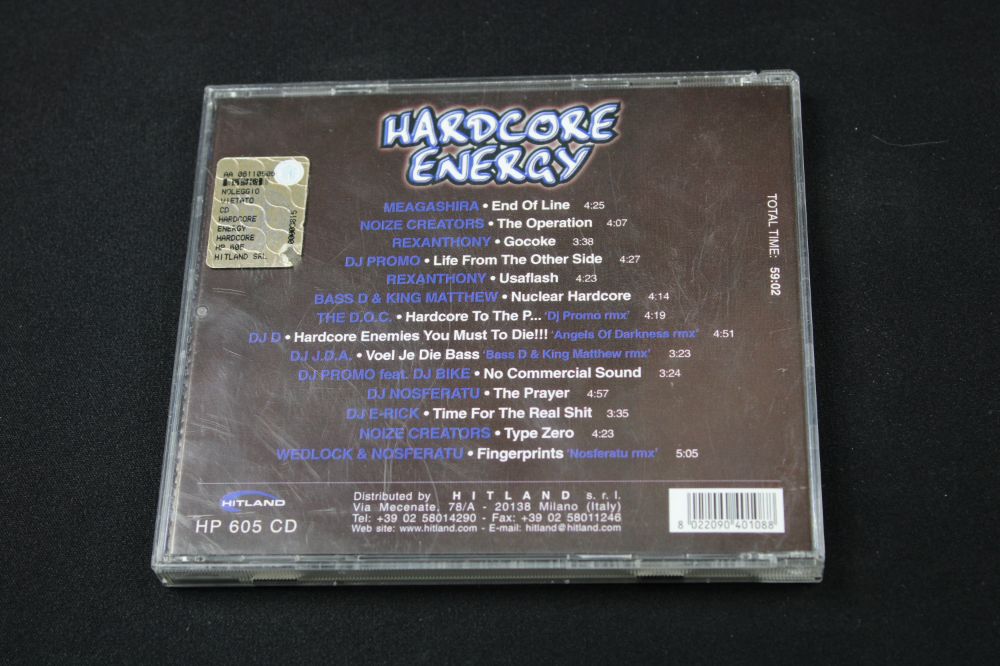 HARDCORE
ENERGY
MEAGASHIRA • End Of Line 4:25
NOIZE CREATORS • The Operation 4:07
REXANTHONY • Gocoke 3:38
DJ PROMO • Life From The Other Side 4:27
REXANTHONY • Usaflash 4:23
BASS D & KING MATTHEW • Nuclear Hardcore 4:14
THE D.O.C. • Hardcore To The P... 'Dj Promo rmx' 4:19
DJ D • Hardcore Enemies You Must To Die!!! 'Angels Of Darkness rmx' 4:51
DJ J.D.A. • Voel Je Die Bass 'Bass D & King Matthew rmx' 3:23
DJ PROMO feat. DJ BIKE • No Commercial Sound 3:24
DJ NOSFERATU • The Prayer 4:57
DJ E-RICK • Time For The Real Shit 3:35
NOIZE CREATORS • Type Zero 4:23
WEDLOCK & NOSFERATU • Fingerprints 'Nosferatu rmx' 5:05
TOTAL TIME: 59:02
NOLEGGIO
VIETATO
CD
HARDCORE
ENERGY
HARDCORE
HP 605
HITLAND SRL
HITLAND
HP 605 CD
Distributed by HITLAND s.r.l.
Via Mecenate, 78/A - 20138 Milano (Italy)
Tel: +39 02 58014290 - Fax: +39 02 58011246
Web site: www.hitland.com - E-mail: hitland@hitland.com
8 022090 401088